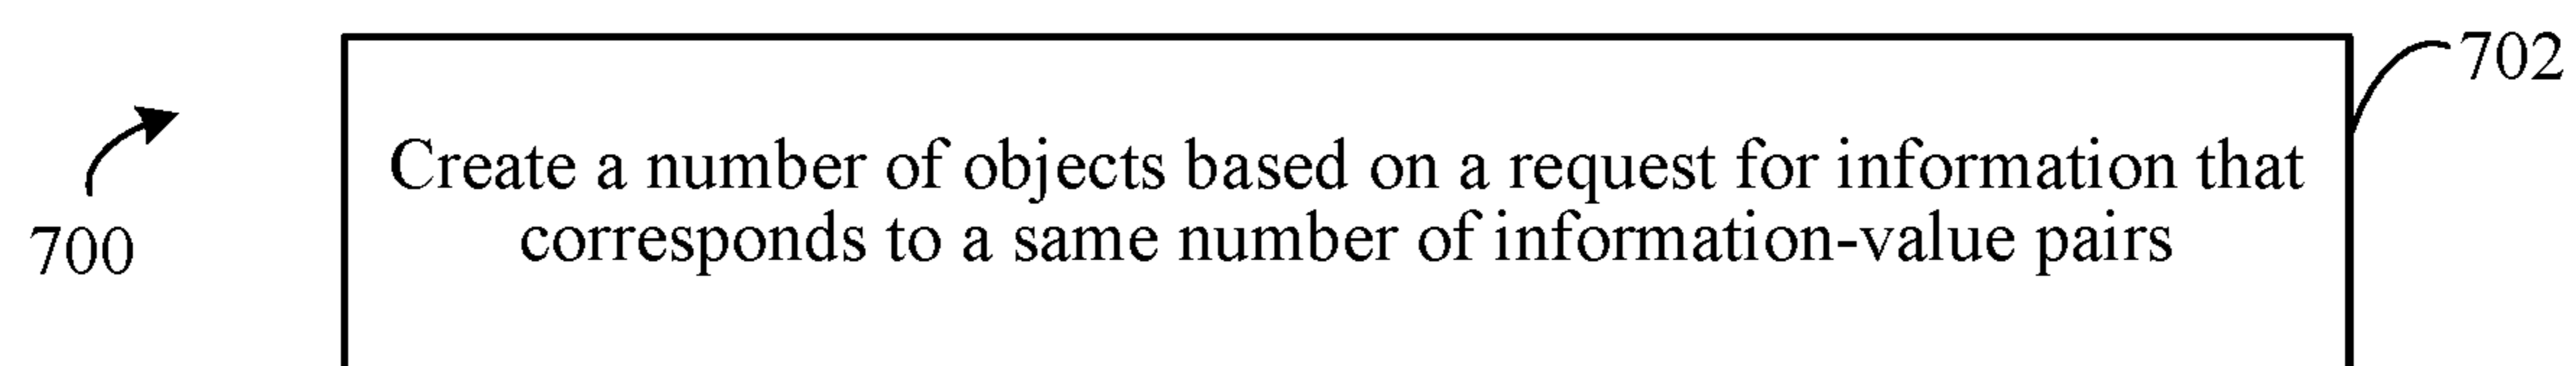 702
Create a number of objects based on a request for information that
corresponds to a same number of information-value pairs
700